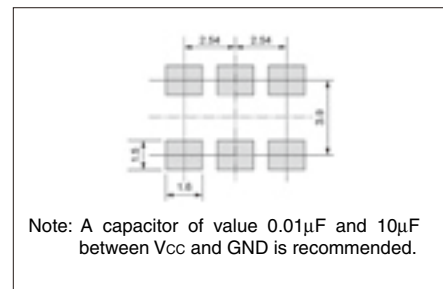 2.54 2.54
3.9
1.5
1.8
Note: A capacitor of value 0.01µF and 10µF
between Vcc and GND is recommended.